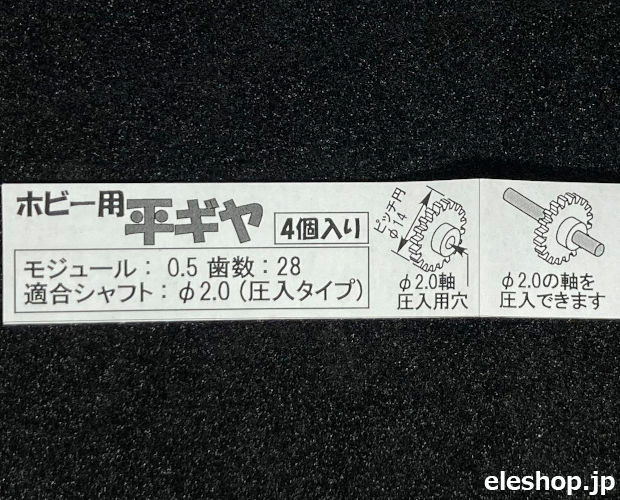 ホビー用
平ギヤ
4個入り
モジュール：0.5 歯数：28
適合シャフト：φ2.0（圧入タイプ）
ピッチ円
φ14
φ2.0軸
圧入用穴
φ2.0の軸を
圧入できます
eleshop.jp